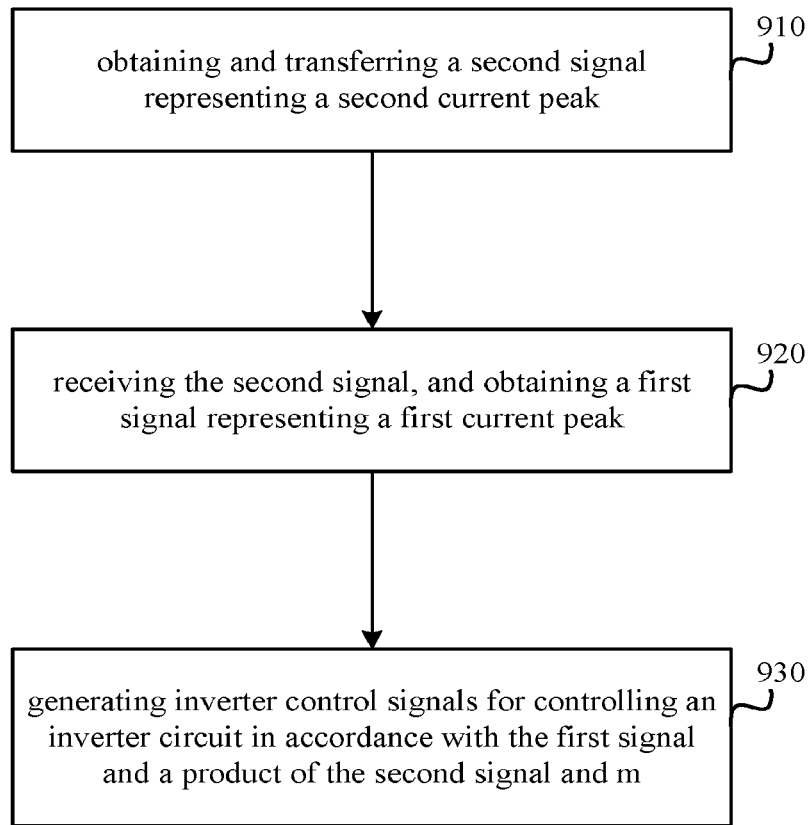 910
obtaining and transferring a second signal
representing a second current peak
920
receiving the second signal, and obtaining a first
signal representing a first current peak
930
generating inverter control signals for controlling an
inverter circuit in accordance with the first signal
and a product of the second signal and m